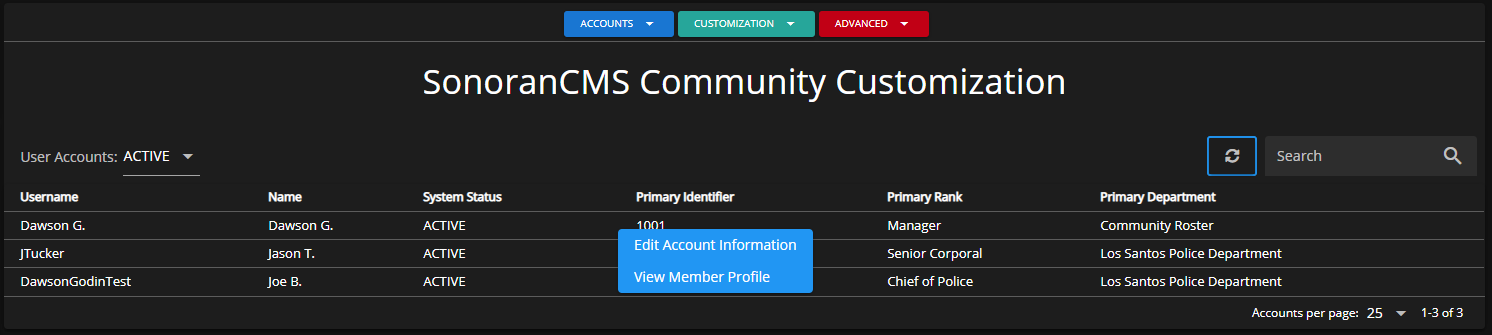 ACCOUNTS CUSTOMIZATION ADVANCED
SonoranCMS Community Customization
User Accounts: ACTIVE Search
Username Name System Status Primary Identifier Primary Rank Primary Department
Dawson G. Dawson G. ACTIVE 1001 Manager Community Roster
Edit Account Information
JTucker Jason T. ACTIVE Senior Corporal Los Santos Police Department
View Member Profile
DawsonGodinTest Joe B. ACTIVE Chief of Police Los Santos Police Department
Accounts per page: 25 1-3 of 3